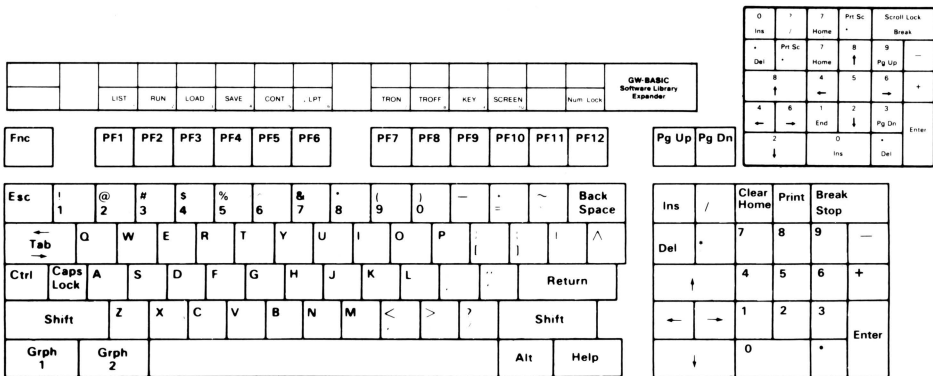 0 ? 7 Prt Sc Scroll Lock
Ins / Home * Break
Prt Sc 7 8 9 —
Del * Home ↑ Pg Up
8 4 5 6 +
↑ ← →
4 6 1 2 3
← → End ↓ Pg Dn Enter
2 0 •
↓ Ins Del
GW-BASIC
Software Library
Expander
LIST RUN LOAD SAVE CONT , LPT TRON TROFF KEY SCREEN Num Lock
Fnc PF1 PF2 PF3 PF4 PF5 PF6 PF7 PF8 PF9 PF10 PF11 PF12 Pg Up Pg Dn
Esc ! @ # $ % & * ( ) — ~ Back
1 2 3 4 5 6 7 8 9 0 = Space
← Tab → Q W E R T Y U I O P [ ] ^
Ctrl Caps Lock A S D F G H J K L Return
Shift Z X C V B N M < > ? Shift
Grph 1 Grph 2 Alt Help
Ins / Clear Home Print Break Stop
Del * 7 8 9 —
↑ 4 5 6 +
← → 1 2 3 Enter
↓ 0 •